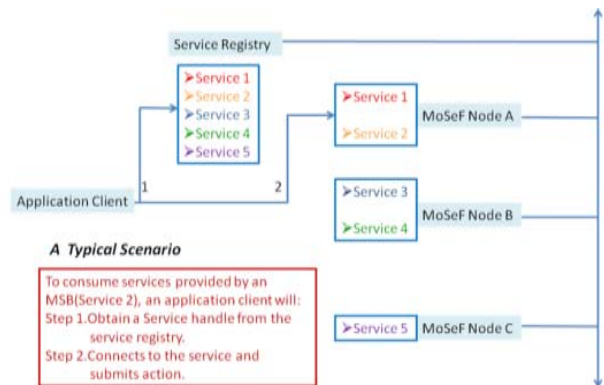 Service Registry
➢Service 1
➢Service 2
➢Service 3
➢Service 4
➢Service 5
➢Service 1
➢Service 2
MoSeF Node A
1
2
Application Client
➢Service 3
➢Service 4
MoSeF Node B
A Typical Scenario
To consume services provided by an
MSB(Service 2), an application client will:
Step 1.Obtain a Service handle from the
service registry.
Step 2.Connects to the service and
submits action.
➢Service 5
MoSeF Node C